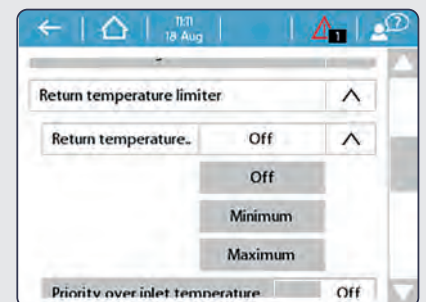 11:11
18 Aug
1
?
Return temperature limiter
Return temperature.. Off
Off
Minimum
Maximum
Priority over inlet temperature Off